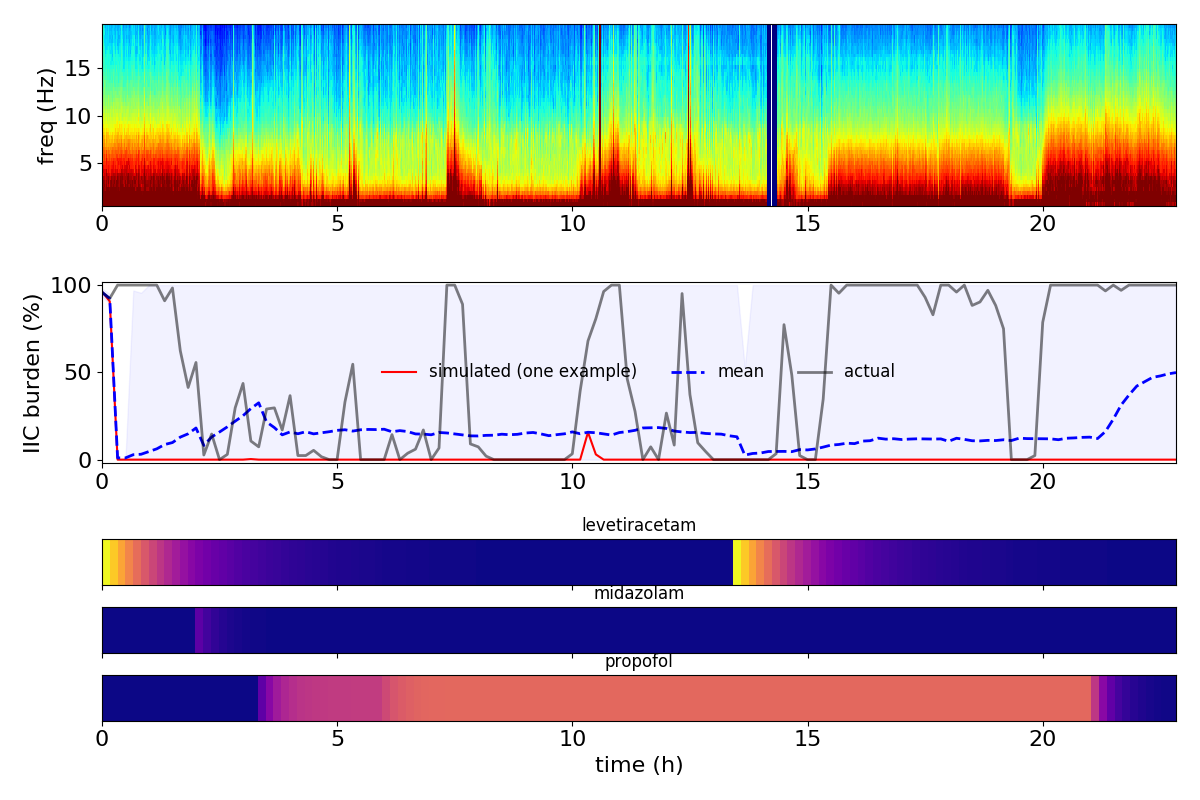 freq (Hz)
15
10
5
0 5 10 15 20
IIC burden (%)
100
50
0
simulated (one example) mean actual
0 5 10 15 20
levetiracetam
midazolam
propofol
0 5 10 15 20
time (h)